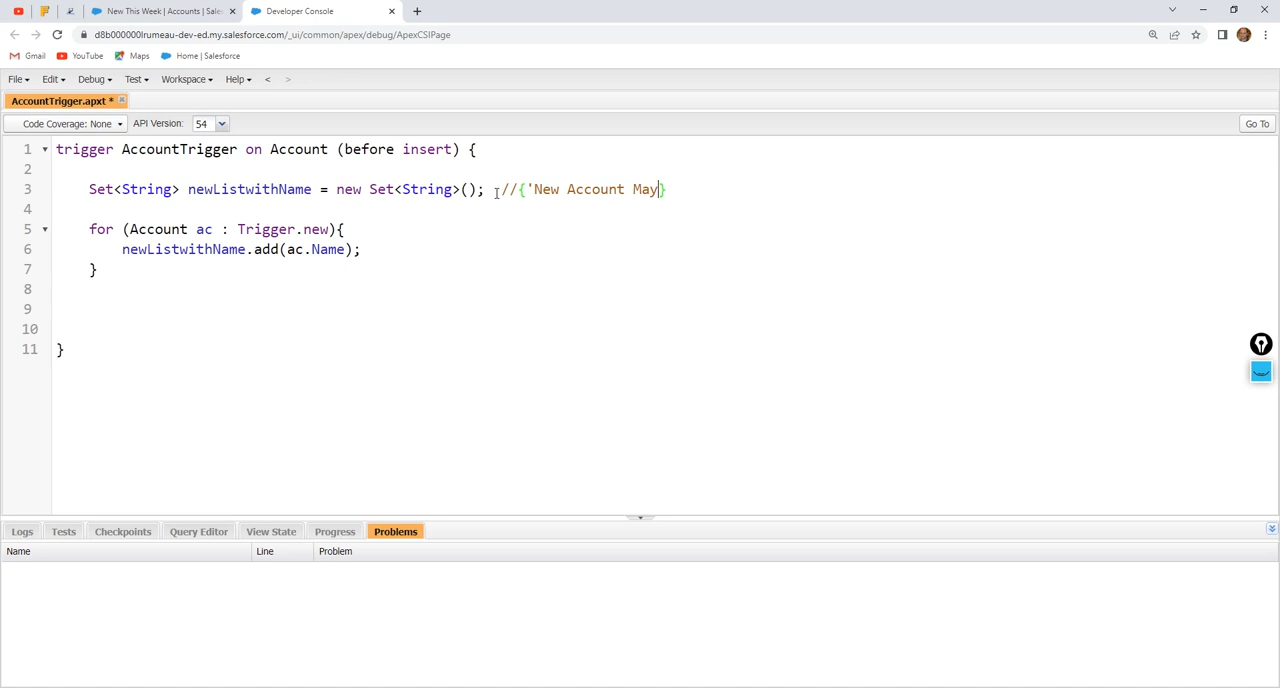 New This Week | Accounts | Sales
Developer Console
d8b000000lrumeau-dev-ed.my.salesforce.com/_ui/common/apex/debug/ApexCSIPage
Gmail YouTube Maps Home | Salesforce
File Edit Debug Test Workspace Help < >
AccountTrigger.apxt *
Code Coverage: None API Version: 54 Go To
1 trigger AccountTrigger on Account (before insert) {
2
3 Set<String> newListwithName = new Set<String>(); //{'New Account May}
4
5 for (Account ac : Trigger.new){
6 newListwithName.add(ac.Name);
7 }
8
9
10
11 }
Logs Tests Checkpoints Query Editor View State Progress Problems
Name Line Problem